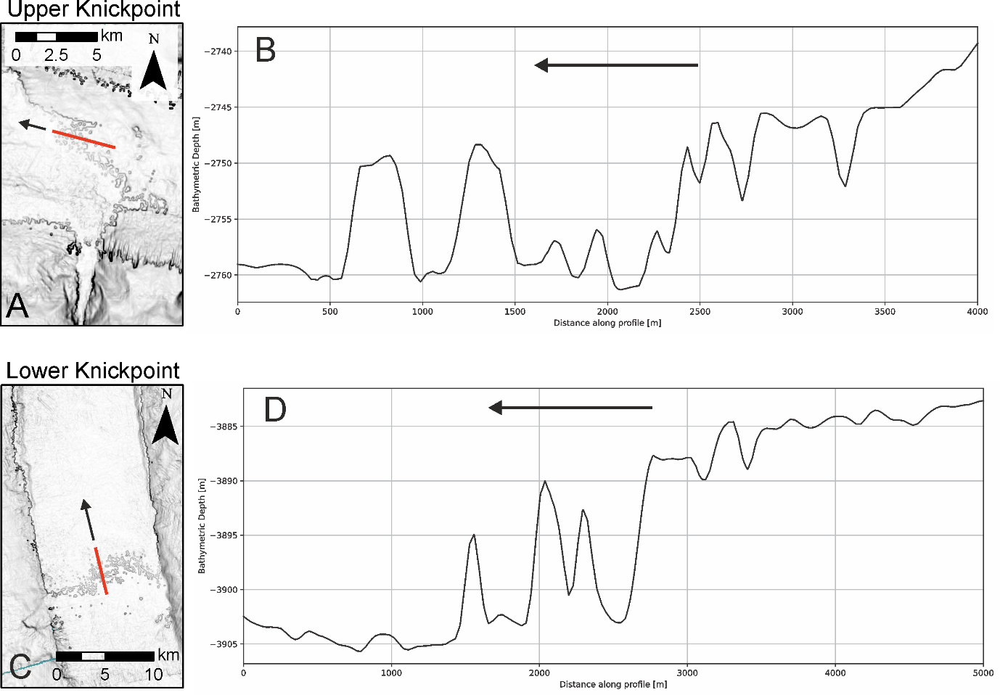 Upper Knickpoint
km
0 2.5 5
N
A
B
Bathymetric Depth [m]
−2740
−2745
−2750
−2755
−2760
0 500 1000 1500 2000 2500 3000 3500 4000
Distance along profile [m]
Lower Knickpoint
N
C
km
0 5 10
D
Bathymetric Depth [m]
−3885
−3890
−3895
−3900
−3905
0 1000 2000 3000 4000 5000
Distance along profile [m]